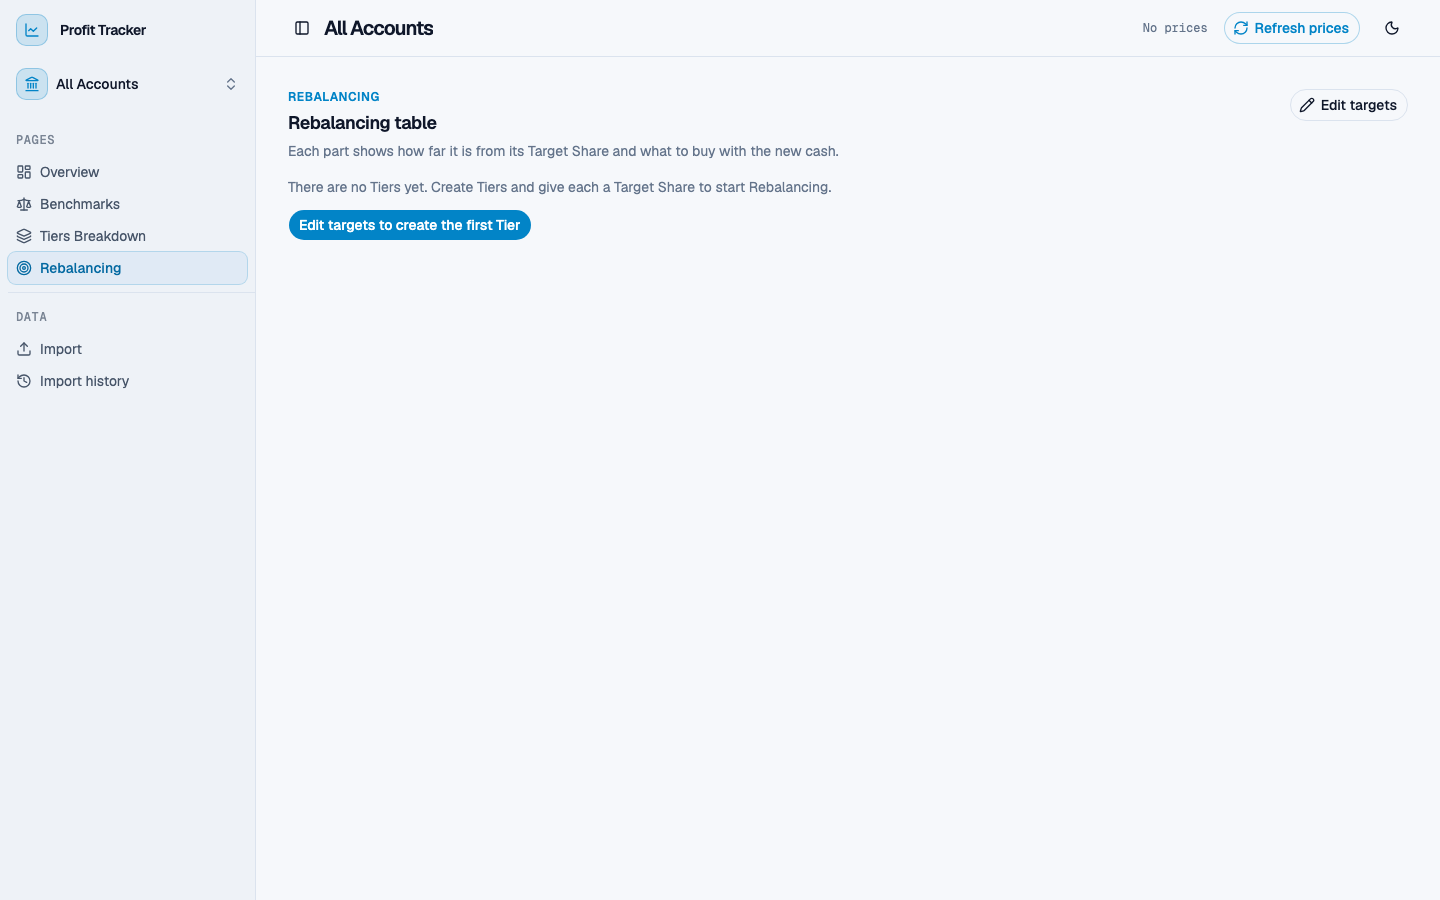 Profit Tracker
All Accounts
PAGES
Overview
Benchmarks
Tiers Breakdown
Rebalancing
DATA
Import
Import history
All Accounts
No prices
Refresh prices
REBALANCING
Rebalancing table
Each part shows how far it is from its Target Share and what to buy with the new cash.
Edit targets
There are no Tiers yet. Create Tiers and give each a Target Share to start Rebalancing.
Edit targets to create the first Tier